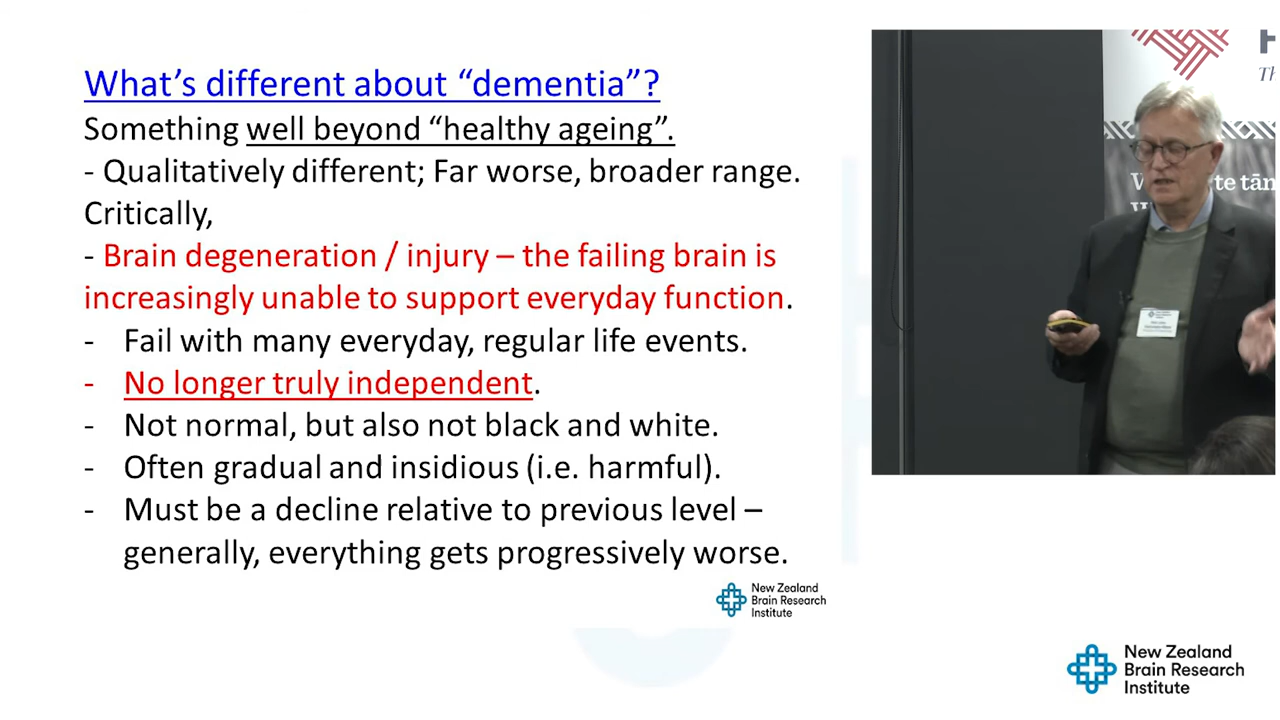 What's different about “dementia”?
Something well beyond “healthy ageing”.
- Qualitatively different; Far worse, broader range.
Critically,
- Brain degeneration / injury – the failing brain is
increasingly unable to support everyday function.
- Fail with many everyday, regular life events.
- No longer truly independent.
- Not normal, but also not black and white.
- Often gradual and insidious (i.e. harmful).
- Must be a decline relative to previous level –
generally, everything gets progressively worse.
New Zealand
Brain Research
Institute
te tān
New Zealand
Brain Research
Institute